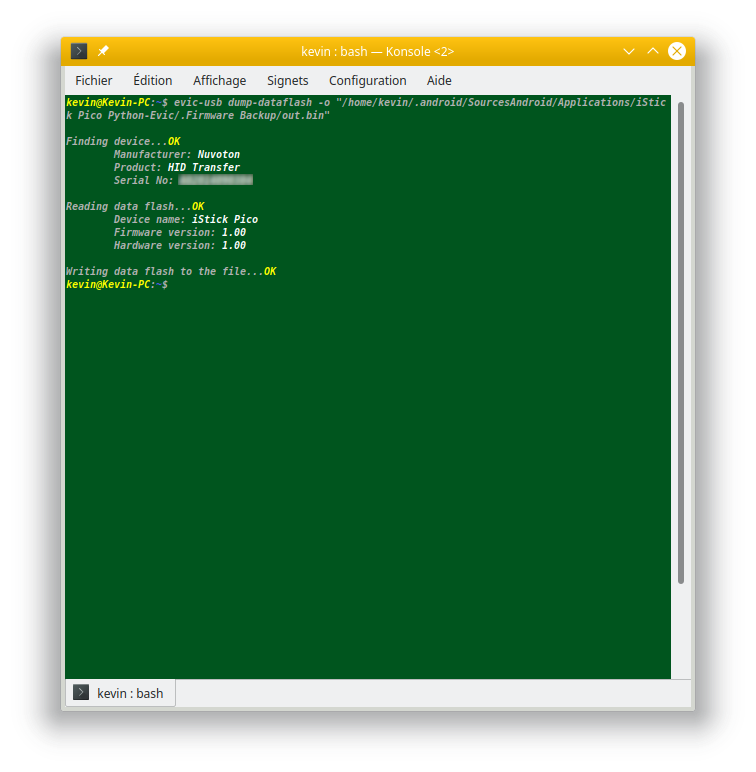 kevin : bash — Konsole <2>
Fichier Édition Affichage Signets Configuration Aide
kevin@Kevin-PC:~$ evic-usb dump-dataflash -o "/home/kevin/.android/SourcesAndroid/Applications/iStic
k Pico Python-Evic/.Firmware Backup/out.bin"
Finding device...OK
Manufacturer: Nuvoton
Product: HID Transfer
Serial No:
Reading data flash...OK
Device name: iStick Pico
Firmware version: 1.00
Hardware version: 1.00
Writing data flash to the file...OK
kevin@Kevin-PC:~$
kevin : bash